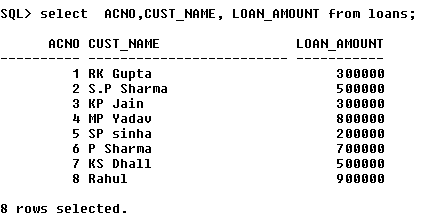 SQL> select  ACNO,CUST_NAME, LOAN_AMOUNT from loans;
ACNO CUST_NAME LOAN_AMOUNT
---------- ------------------------- -----------
1 RK Gupta 300000
2 S.P Sharma 500000
3 KP Jain 300000
4 MP Yadav 800000
5 SP sinha 200000
6 P Sharma 700000
7 KS Dhall 500000
8 Rahul 900000
8 rows selected.